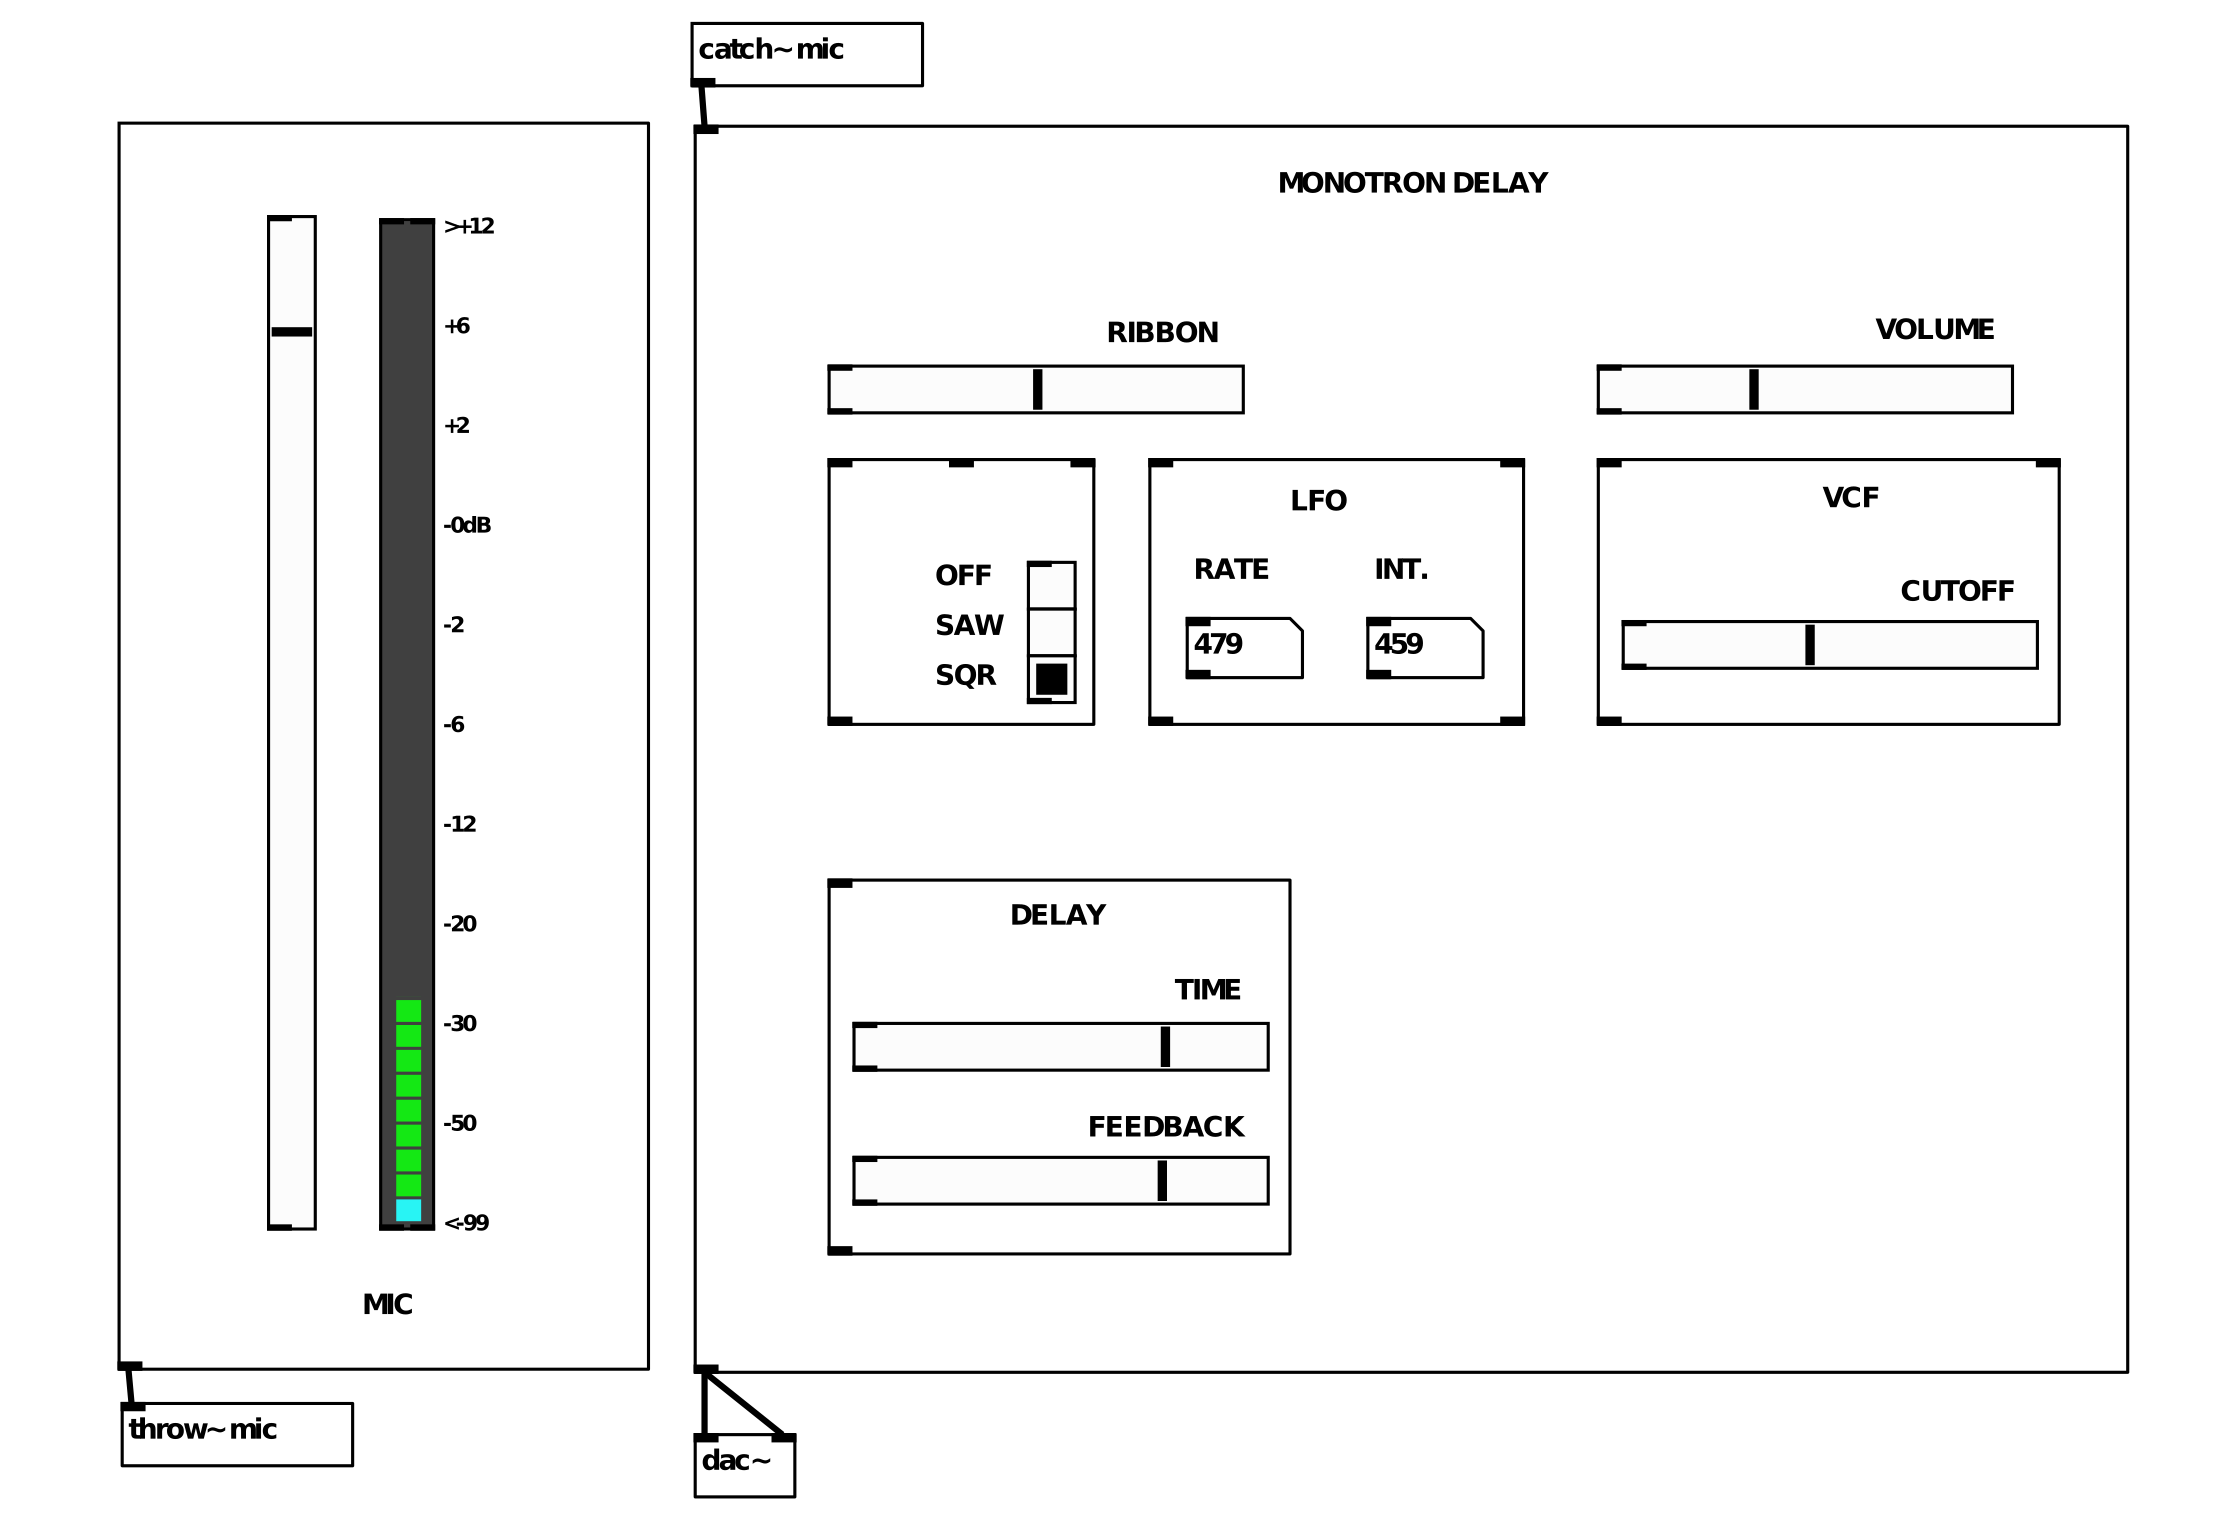 catch~ mic
>+12
+6
+2
-0dB
-2
-6
-12
-20
-30
-50
<-99
MIC
throw~ mic
MONOTRON DELAY
RIBBON
VOLUME
OFF
SAW
SQR
LFO
RATE
INT.
479
459
VCF
CUTOFF
DELAY
TIME
FEEDBACK
dac~